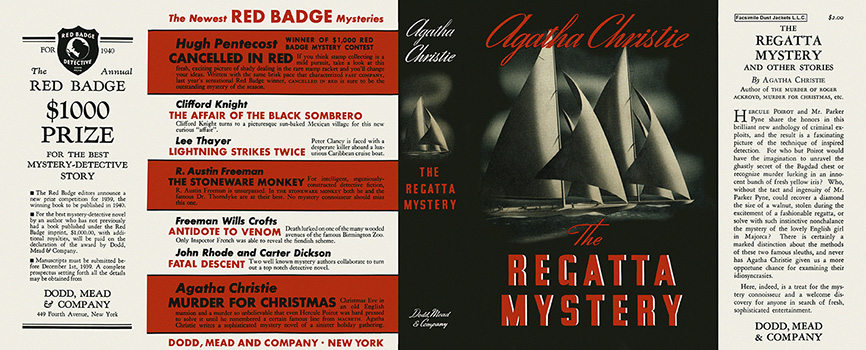 FOR
RED BADGE
DETECTIVE
1940
The Annual
RED BADGE
$1000
PRIZE
FOR THE BEST
MYSTERY-DETECTIVE
STORY
■ The Red Badge editors announce a
new prize competition for 1939, the
winning book to be published in 1940.
■ For the best mystery-detective novel
by an author who has not previously
had a book published under the Red
Badge imprint, $1,000.00, with addi-
tional royalties, will be paid on the
declaration of the award by Dodd,
Mead & Company.
■ Manuscripts must be submitted be-
fore December 1st, 1939. A complete
prospectus setting forth all the details
may be obtained from
DODD, MEAD
& COMPANY
449 Fourth Avenue, New York
The Newest RED BADGE Mysteries
Hugh Pentecost WINNER OF $1,000 RED
BADGE MYSTERY CONTEST
CANCELLED IN RED If you think stamp collecting is a
mild pursuit, take a look at this
fresh, exciting picture of shady dealing in the rare stamp racket and you'll change
your ideas. Written with the same brisk pace that characterized FAST COMPANY,
last year's sensational Red Badge winner, CANCELLED IN RED is sure to be the
outstanding mystery of the season.
Clifford Knight
THE AFFAIR OF THE BLACK SOMBRERO
Clifford Knight turns to a picturesque sun-baked Mexican village for this new
curious "affair".
Lee Thayer Peter Clancy is faced with a
LIGHTNING STRIKES TWICE desperate killer aboard a lux-
urious Caribbean cruise boat.
R. Austin Freeman
THE STONEWARE MONKEY For intelligent, ingeniously-
constructed detective fiction,
R. Austin Freeman is unsurpassed. In THE STONEWARE MONKEY both he and the
famous Dr. Thorndyke are at their best. No mystery connoisseur should miss
this one.
Freeman Wills Crofts
ANTIDOTE TO VENOM Death lurked on one of the many wooded
avenues of the famous Birmington Zoo.
Only Inspector French was able to reveal the fiendish scheme.
John Rhode and Carter Dickson
FATAL DESCENT Two well known mystery authors collaborate to turn
out a top notch detective novel.
Agatha Christie
MURDER FOR CHRISTMAS Christmas Eve in
an old English
mansion and a murder so unbelievable that even Hercule Poirot was hard pressed
to solve it until he remembered a certain famous line from MACBETH. Agatha
Christie writes a sophisticated mystery novel of a sinister holiday gathering.
DODD, MEAD AND COMPANY · NEW YORK
Agatha
Christie
THE
REGATTA
MYSTERY
Dodd, Mead
& Company
Agatha Christie
The
REGATTA
MYSTERY
Facsimile Dust Jackets L.L.C.
$2.00
THE
REGATTA
MYSTERY
AND OTHER STORIES
By AGATHA CHRISTIE
Author of THE MURDER OF ROGER
ACKROYD, MURDER FOR CHRISTMAS, etc.
HERCULE POIROT and Mr. Parker
Pyne share the honors in this
brilliant new anthology of criminal ex-
ploits, and the result is a fascinating
picture of the technique of inspired
detection. For who but Poirot would
have the imagination to unravel the
ghastly secret of the Bagdad chest or
recognize murder lurking in an inno-
cent bunch of fresh yellow iris? Who,
without the tact and ingenuity of Mr.
Parker Pyne, could recover a diamond
the size of a walnut, stolen during the
excitement of a fashionable regatta, or
solve with such instinctive nonchalance
the mystery of the lovely English girl
in Majorca? There is certainly a
marked distinction about the methods
of these two famous sleuths, and never
has Agatha Christie given us a more
opportune chance for examining their
idiosyncrasies.
Here, indeed, is a treat for the mys-
tery connoisseur and a welcome dis-
covery for anyone in search of fresh,
sophisticated entertainment.
DODD, MEAD
& COMPANY